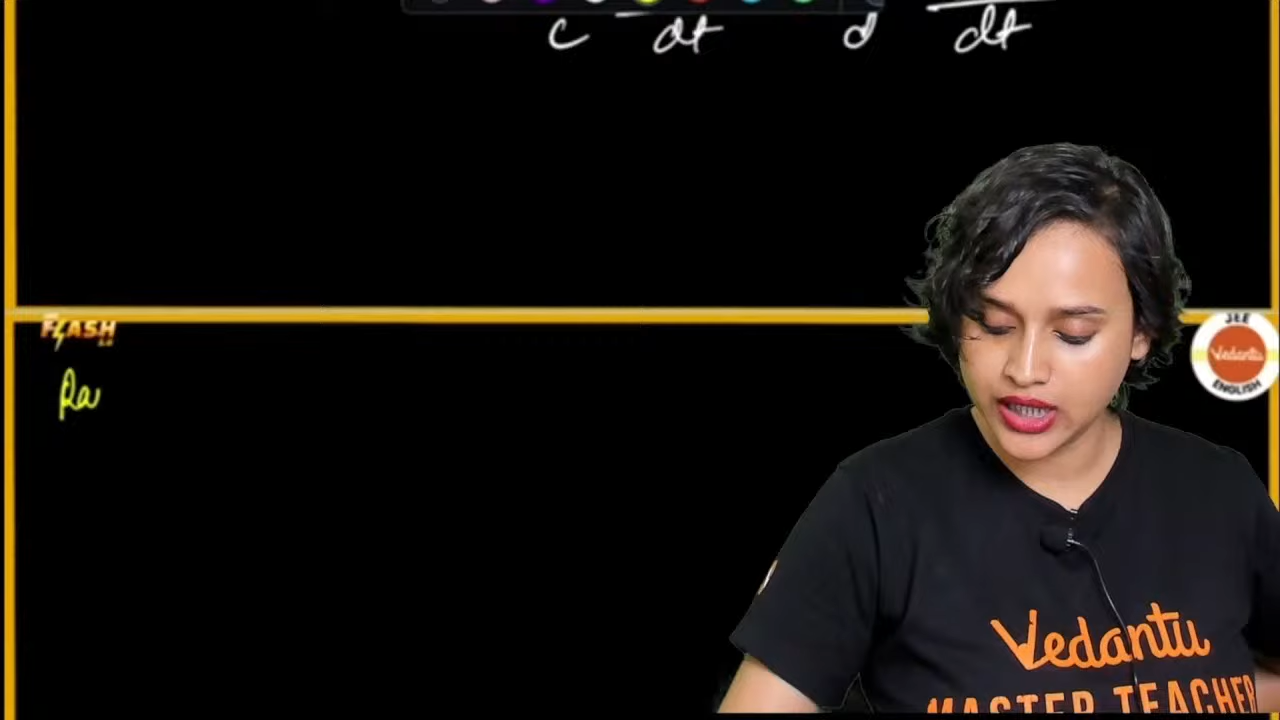 c dt d dt
FLASH
Ra
JEE
Vedantu
ENGLISH
Vedantu
MASTER TEACHER